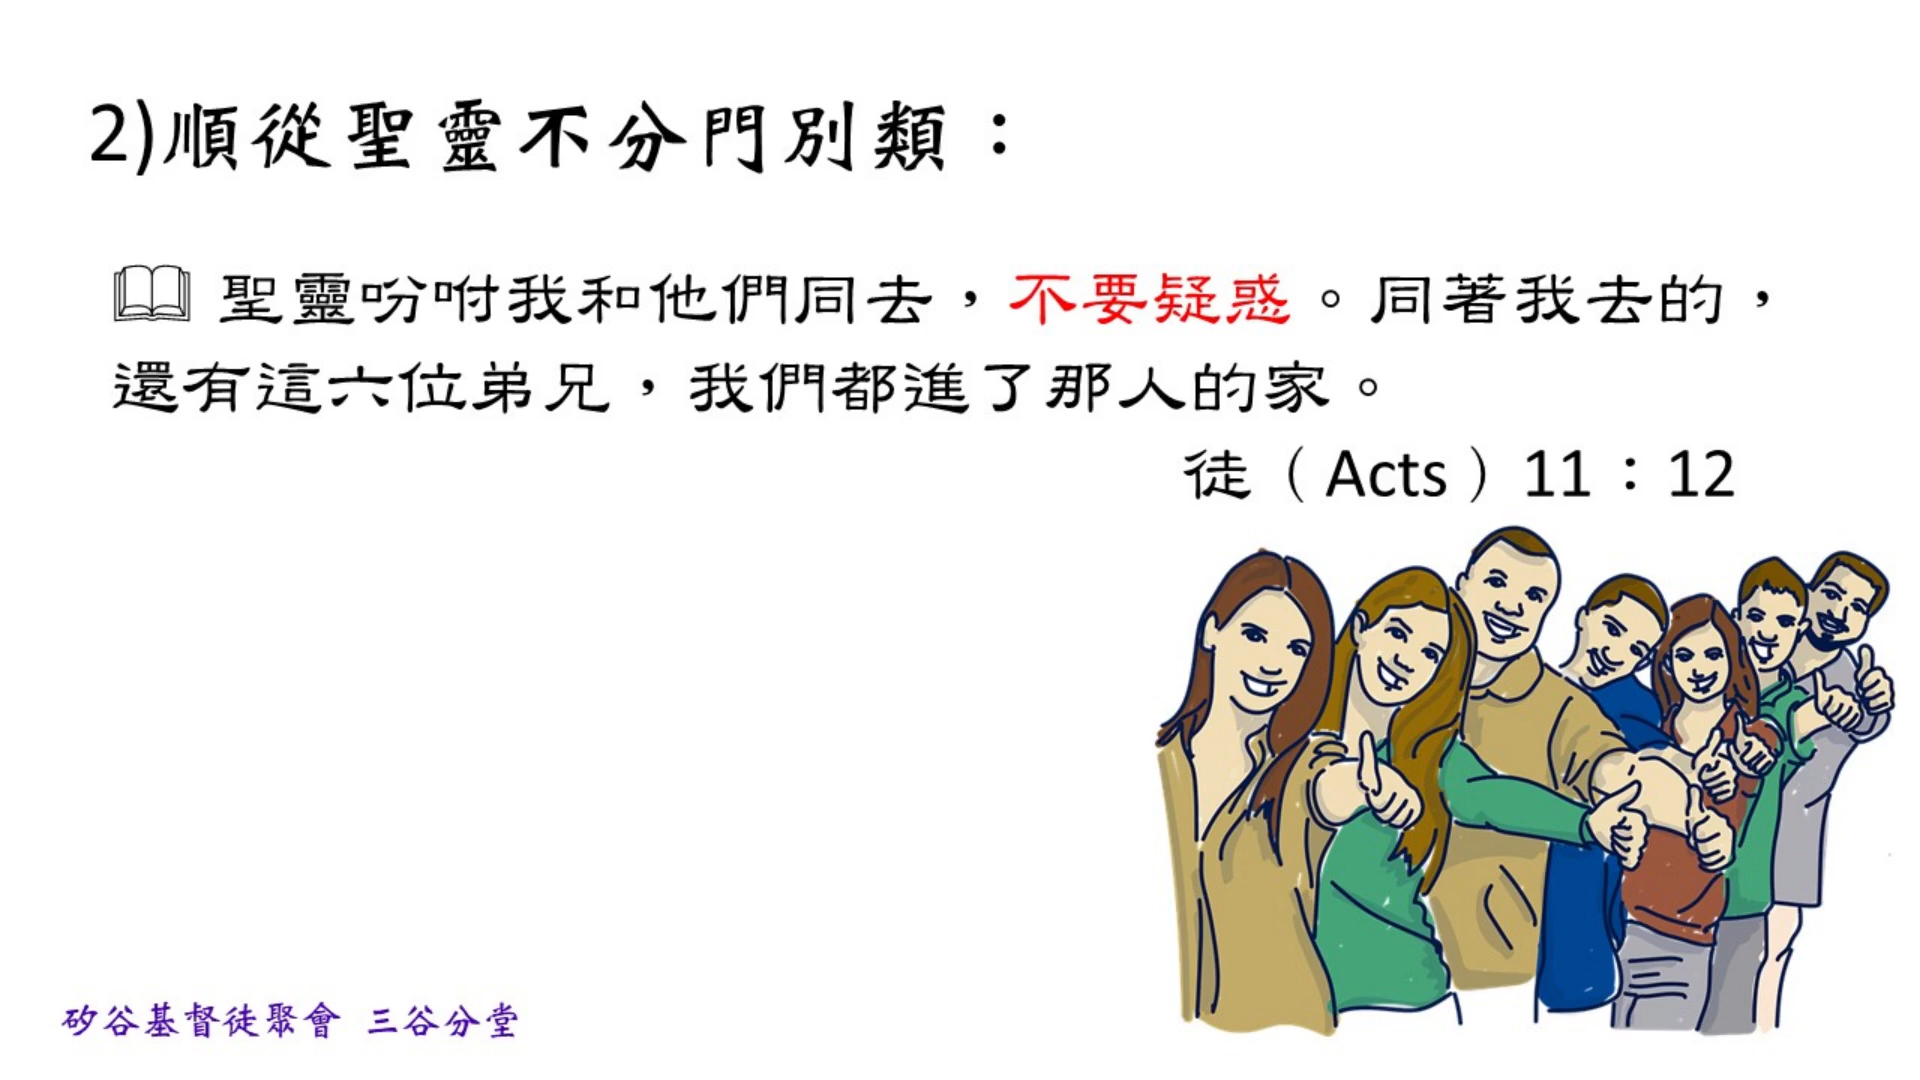 2)順從聖靈不分門別類：
聖靈吩咐我和他們同去，不要疑惑。同著我去的，
還有這六位弟兄，我們都進了那人的家。
徒（Acts）11：12
矽谷基督徒聚會 三谷分堂